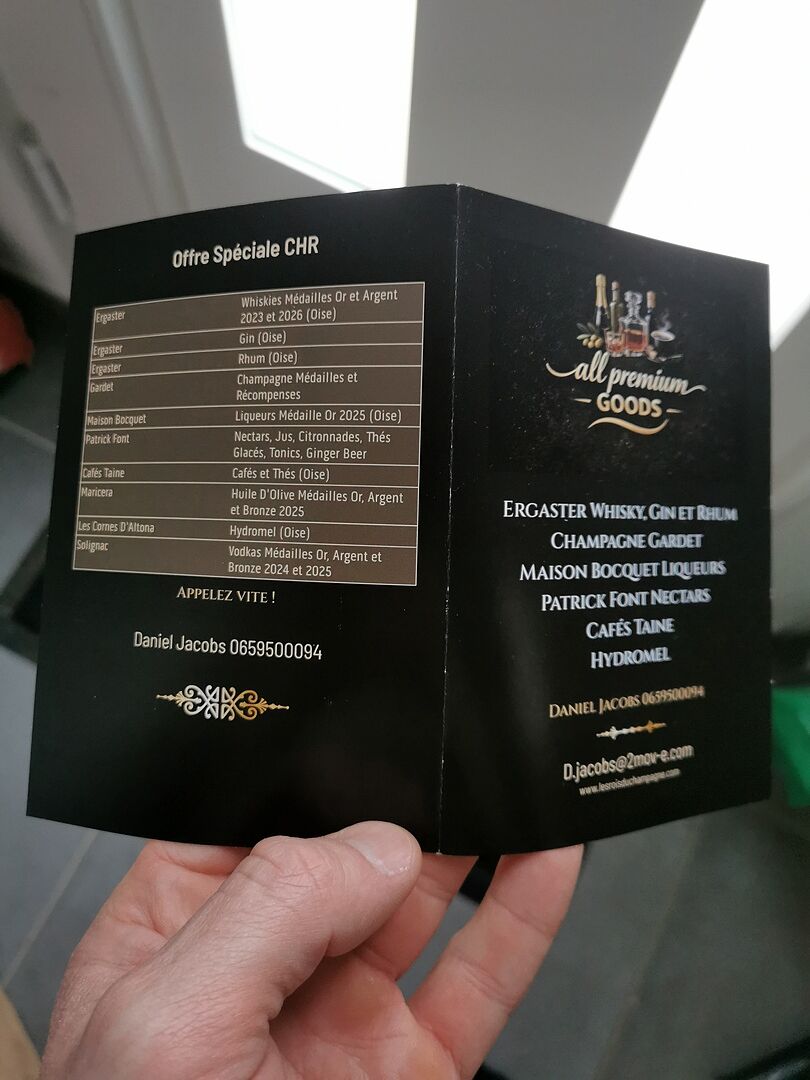 Offre Spéciale CHR
Ergaster Whiskies Médailles Or et Argent
2023 et 2026 (Oise)
Ergaster Gin (Oise)
Ergaster Rhum (Oise)
Gardet Champagne Médailles et
Récompenses
Maison Bocquet Liqueurs Médaille Or 2025 (Oise)
Patrick Font Nectars, Jus, Citronnades, Thés
Glacés, Tonics, Ginger Beer
Cafés Taine Cafés et Thés (Oise)
Maricera Huile D'Olive Médailles Or, Argent
et Bronze 2025
Les Cornes D'Altona Hydromel (Oise)
Solignac Vodkas Médailles Or, Argent et
Bronze 2024 et 2025
APPELEZ VITE !
Daniel Jacobs 0659500094
all premium
GOODS
ERGASTER WHISKY, GIN ET RHUM
CHAMPAGNE GARDET
MAISON BOCQUET LIQUEURS
PATRICK FONT NECTARS
CAFÉS TAINE
HYDROMEL
DANIEL JACOBS 0659500094
D.jacobs@2mov-e.com
www.lesroisduchampagne.com